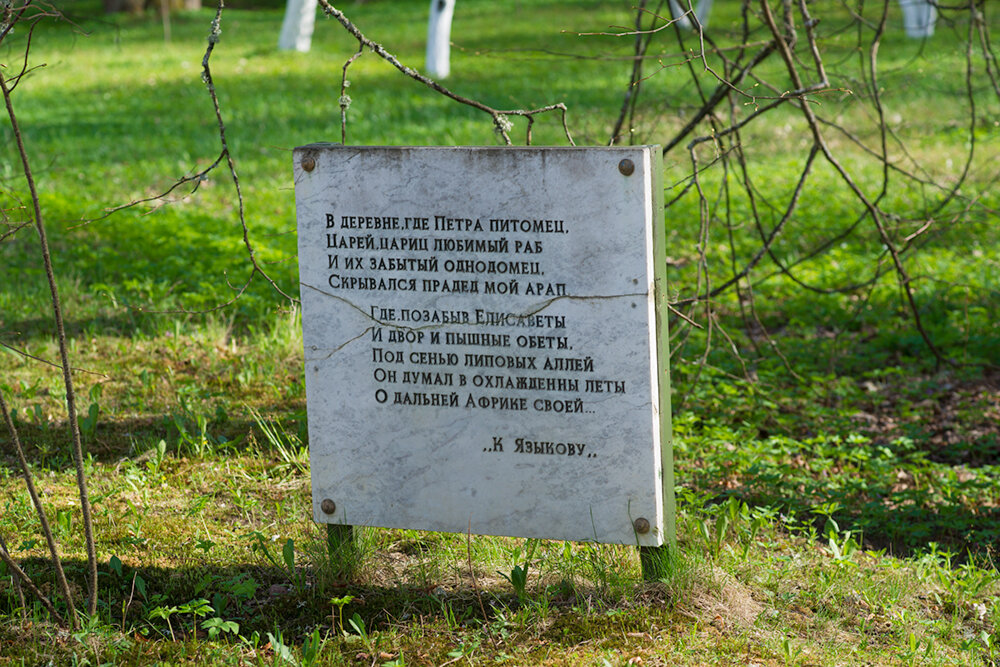 В деревне, где Петра питомец,
Царей, цариц любимый раб
И их забытый однодомец,
Скрывался прадед мой арап,
Где, позабыв Елисаветы
И двор и пышные обеты,
Под сенью липовых аллей
Он думал в охлажденны леты
О дальней Африке своей...
,,К Языкову,,